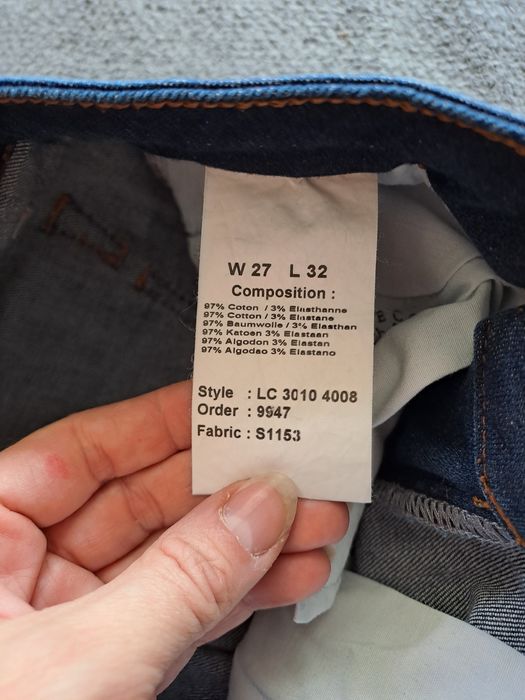 W 27 L 32
Composition :
97% Coton / 3% Elasthanne
97% Cotton / 3% Elastane
97% Baumwolle / 3% Elasthan
97% Katoen 3% Elastaan
97% Algodon 3% Elastan
97% Algodao 3% Elastano
Style : LC 3010 4008
Order : 9947
Fabric : S1153